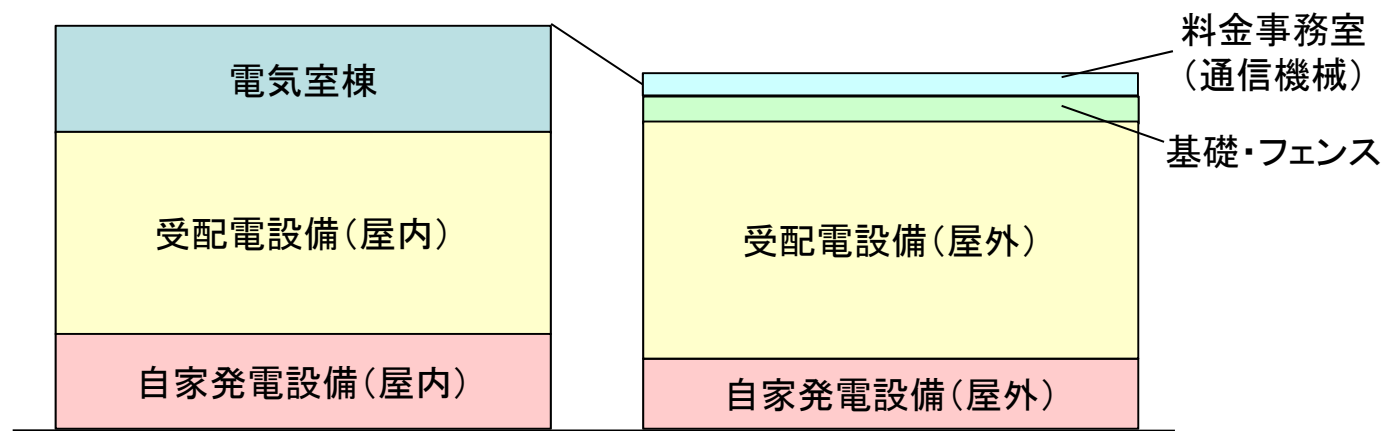 電気室棟
受配電設備（屋内）
自家発電設備（屋内）
料金事務室
（通信機械）
基礎・フェンス
受配電設備（屋外）
自家発電設備（屋外）